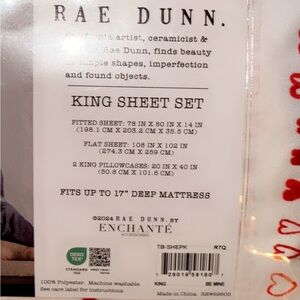 RAE DUNN.
artist, ceramicist &
Rae Dunn, finds beauty
shapes, imperfection
and found objects.
KING SHEET SET
FITTED SHEET: 78 IN X 80 IN X 14 IN
(198.1 CM X 203.2 CM X 35.5 CM)
FLAT SHEET: 108 IN X 102 IN
(274.3 CM X 259 CM)
2 KING PILLOWCASES: 20 IN X 40 IN
(50.8 CM X 101.6 CM)
FITS UP TO 17" DEEP MATTRESS
©2024 RAE DUNN. BY
ENCHANTÉ
ACCESSORIES
TB-SHEPK R7Q
OEKO
TEX
STANDARD
100% Polyester. Machine washable.
See care label for instructions
KING BE MINE
Made in China.